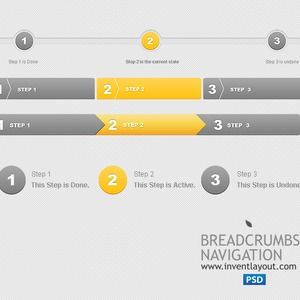 1 2 3
Step 1 is Done Step 2 is the current state Step 3 is undone
1 STEP 1 2 STEP 2 3 STEP 3
1 STEP 1 2 STEP 2 3 STEP 3
1 Step 1 2 Step 2 3 Step 3
This Step is Done. This Step is Active. This Step is Undone
BREADCRUMBS
NAVIGATION
www.inventlayout.com
PSD